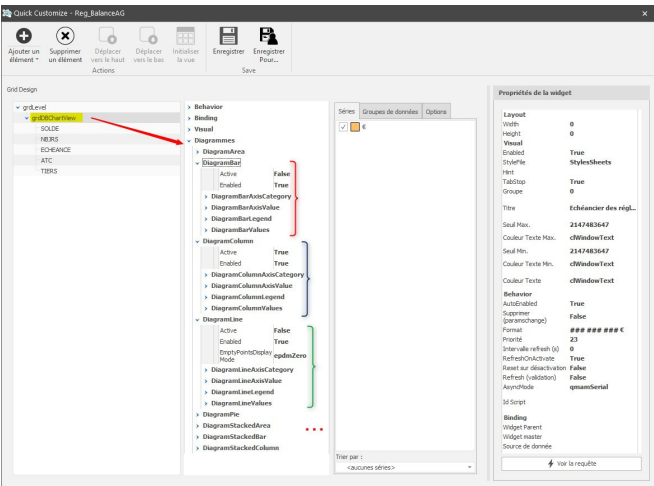 Quick Customize - Reg_BalanceAG
Ajouter un élément
Supprimer un élément
Déplacer vers le haut
Déplacer vers le bas
Initialiser la vue
Enregistrer
Enregistrer Pour...
Actions
Save
Grid Design
grdLevel
grdDBChartView
SOLDE
NBJRS
ECHEANCE
ATC
TIERS
Behavior
Binding
Visual
Diagrammes
DiagramArea
DiagramBar
Active False
Enabled True
DiagramBarAxisCategory
DiagramBarAxisValue
DiagramBarLegend
DiagramBarValues
DiagramColumn
Active True
Enabled True
DiagramColumnAxisCategory
DiagramColumnAxisValue
DiagramColumnLegend
DiagramColumnValues
DiagramLine
Active False
Enabled True
EmptyPointsDisplay Mode epdmZero
DiagramLineAxisCategory
DiagramLineAxisValue
DiagramLineLegend
DiagramLineValues
DiagramPie
DiagramStackedArea
DiagramStackedBar
DiagramStackedColumn
...
Séries Groupes de données Options
€
Trier par :
<aucunes séries>
Propriétés de la widget
Layout
Width 0
Height 0
Visual
Enabled True
StyleFile StylesSheets
Hint
TabStop True
Groupe 0
Titre Echéancier des régl...
Seuil Max. 2147483647
Couleur Texte Max. clWindowText
Seuil Min. 2147483647
Couleur Texte Min. clWindowText
Couleur Texte clWindowText
Behavior
AutoEnabled True
Supprimer (paramschange) False
Format ### ### ### €
Priorité 23
Intervalle refresh (s) 0
RefreshOnActivate True
Reset sur désactivation False
Refresh (validation) False
AsyncMode qmamSerial
Id Script
Binding
Widget Parent
Widget master
Source de donnée
Voir la requête